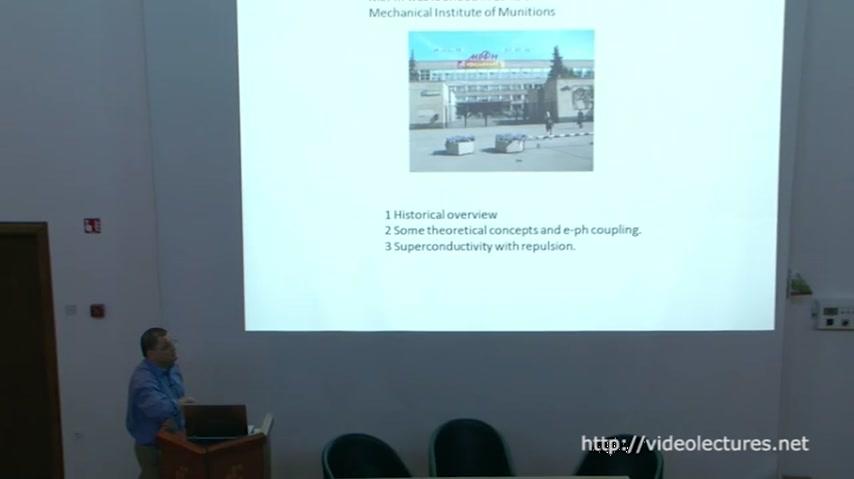 Mechanical Institute of Munitions
МИФИ
1 Historical overview
2 Some theoretical concepts and e-ph coupling.
3 Superconductivity with repulsion.
http://videolectures.net